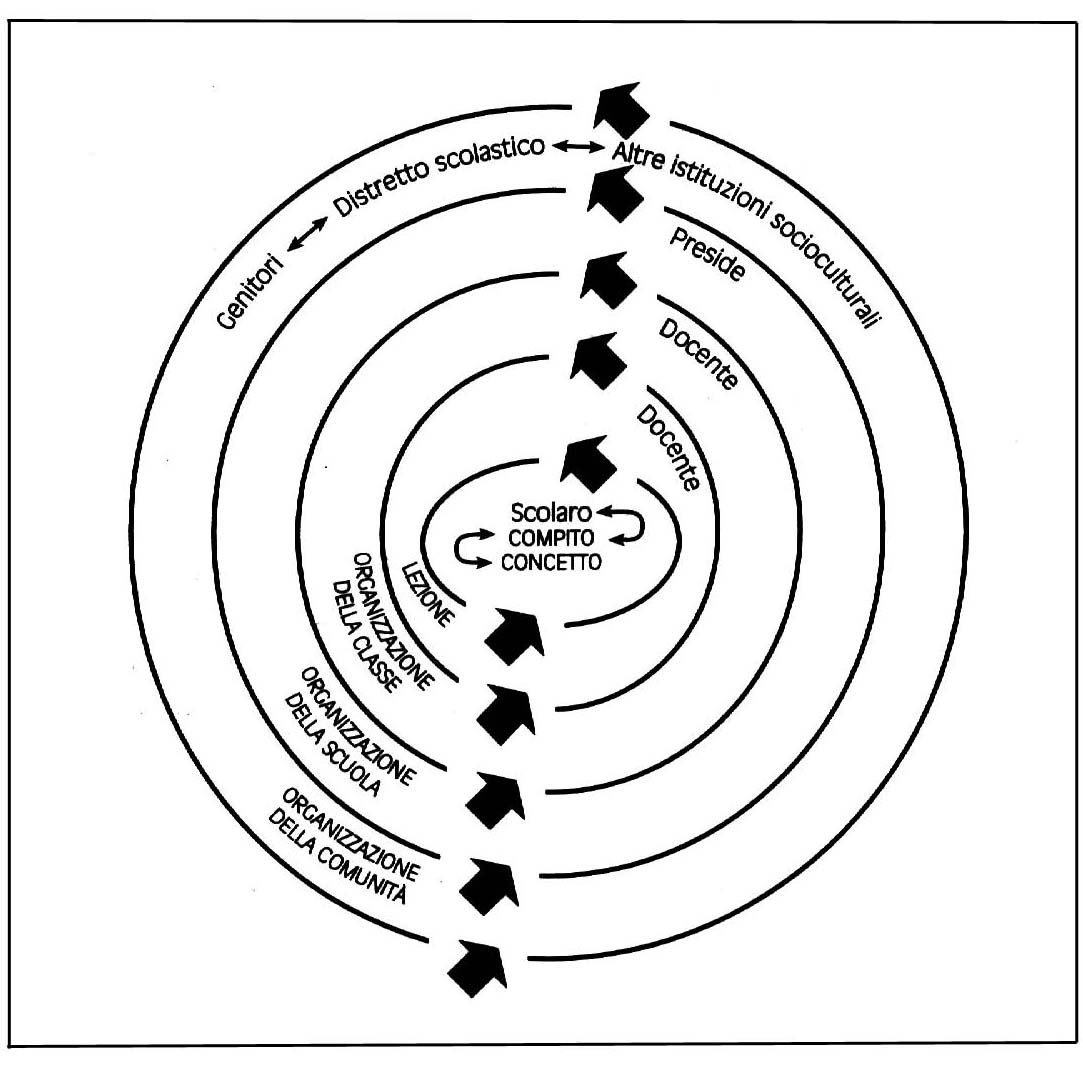 Genitori
Distretto scolastico
Altre istituzioni socioculturali
Preside
Docente
Docente
Scolaro
COMPITO
CONCETTO
LEZIONE
ORGANIZZAZIONE
DELLA CLASSE
ORGANIZZAZIONE
DELLA SCUOLA
ORGANIZZAZIONE
DELLA COMUNITÀ